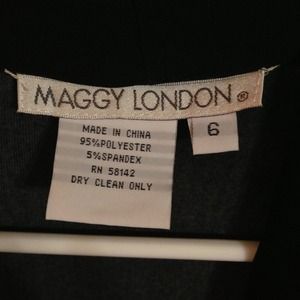 MAGGY LONDON®
6
MADE IN CHINA
95%POLYESTER
5%SPANDEX
RN 58142
DRY CLEAN ONLY